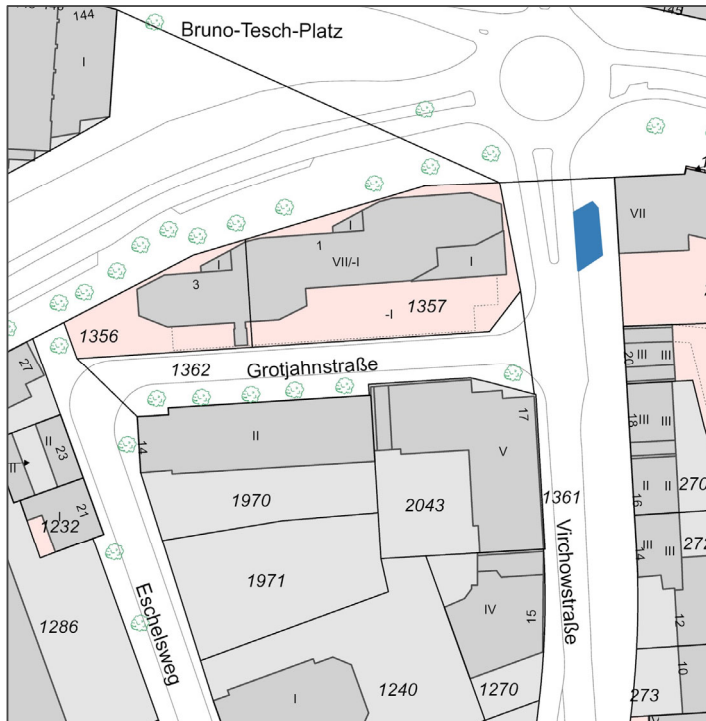 144
Bruno-Tesch-Platz
145
I
I
VII
1
I
VII/-I
I
3
-I
1357
1356
1362
Grotjahnstraße
27
20
III
III
17
18
III
III
II
23
14
II
V
II
I
21
1232
1970
2043
1361
16
II
II
270
1971
III
III
14
272
Virchowstraße
Eschelsweg
IV
15
12
1286
10
1240
1270
273
I